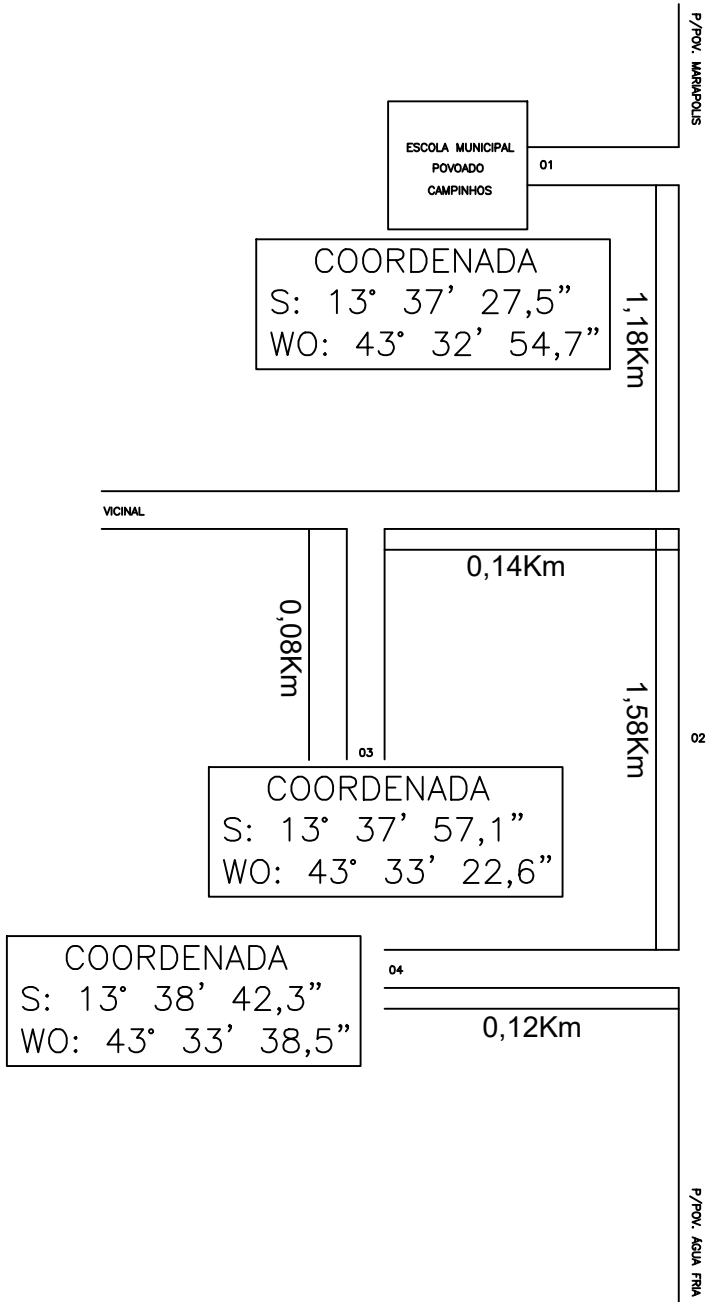 P/POV. MARIAPOLIS
ESCOLA MUNICIPAL
POVOADO
CAMPINHOS
01
COORDENADA
S: 13° 37' 27,5"
WO: 43° 32' 54,7"
1,18Km
VICINAL
0,14Km
0,08Km
1,58Km
02
03
COORDENADA
S: 13° 37' 57,1"
WO: 43° 33' 22,6"
COORDENADA
S: 13° 38' 42,3"
WO: 43° 33' 38,5"
04
0,12Km
P/POV. ÁGUA FRIA